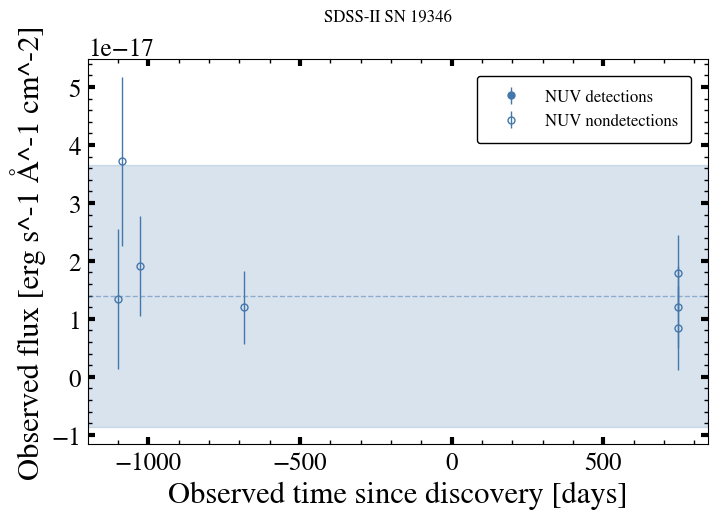 SDSS-II SN 19346
1e−17
Observed flux [erg s^-1 Å^-1 cm^-2]
5
4
3
2
1
0
−1
NUV detections
NUV nondetections
−1000
−500
0
500
Observed time since discovery [days]